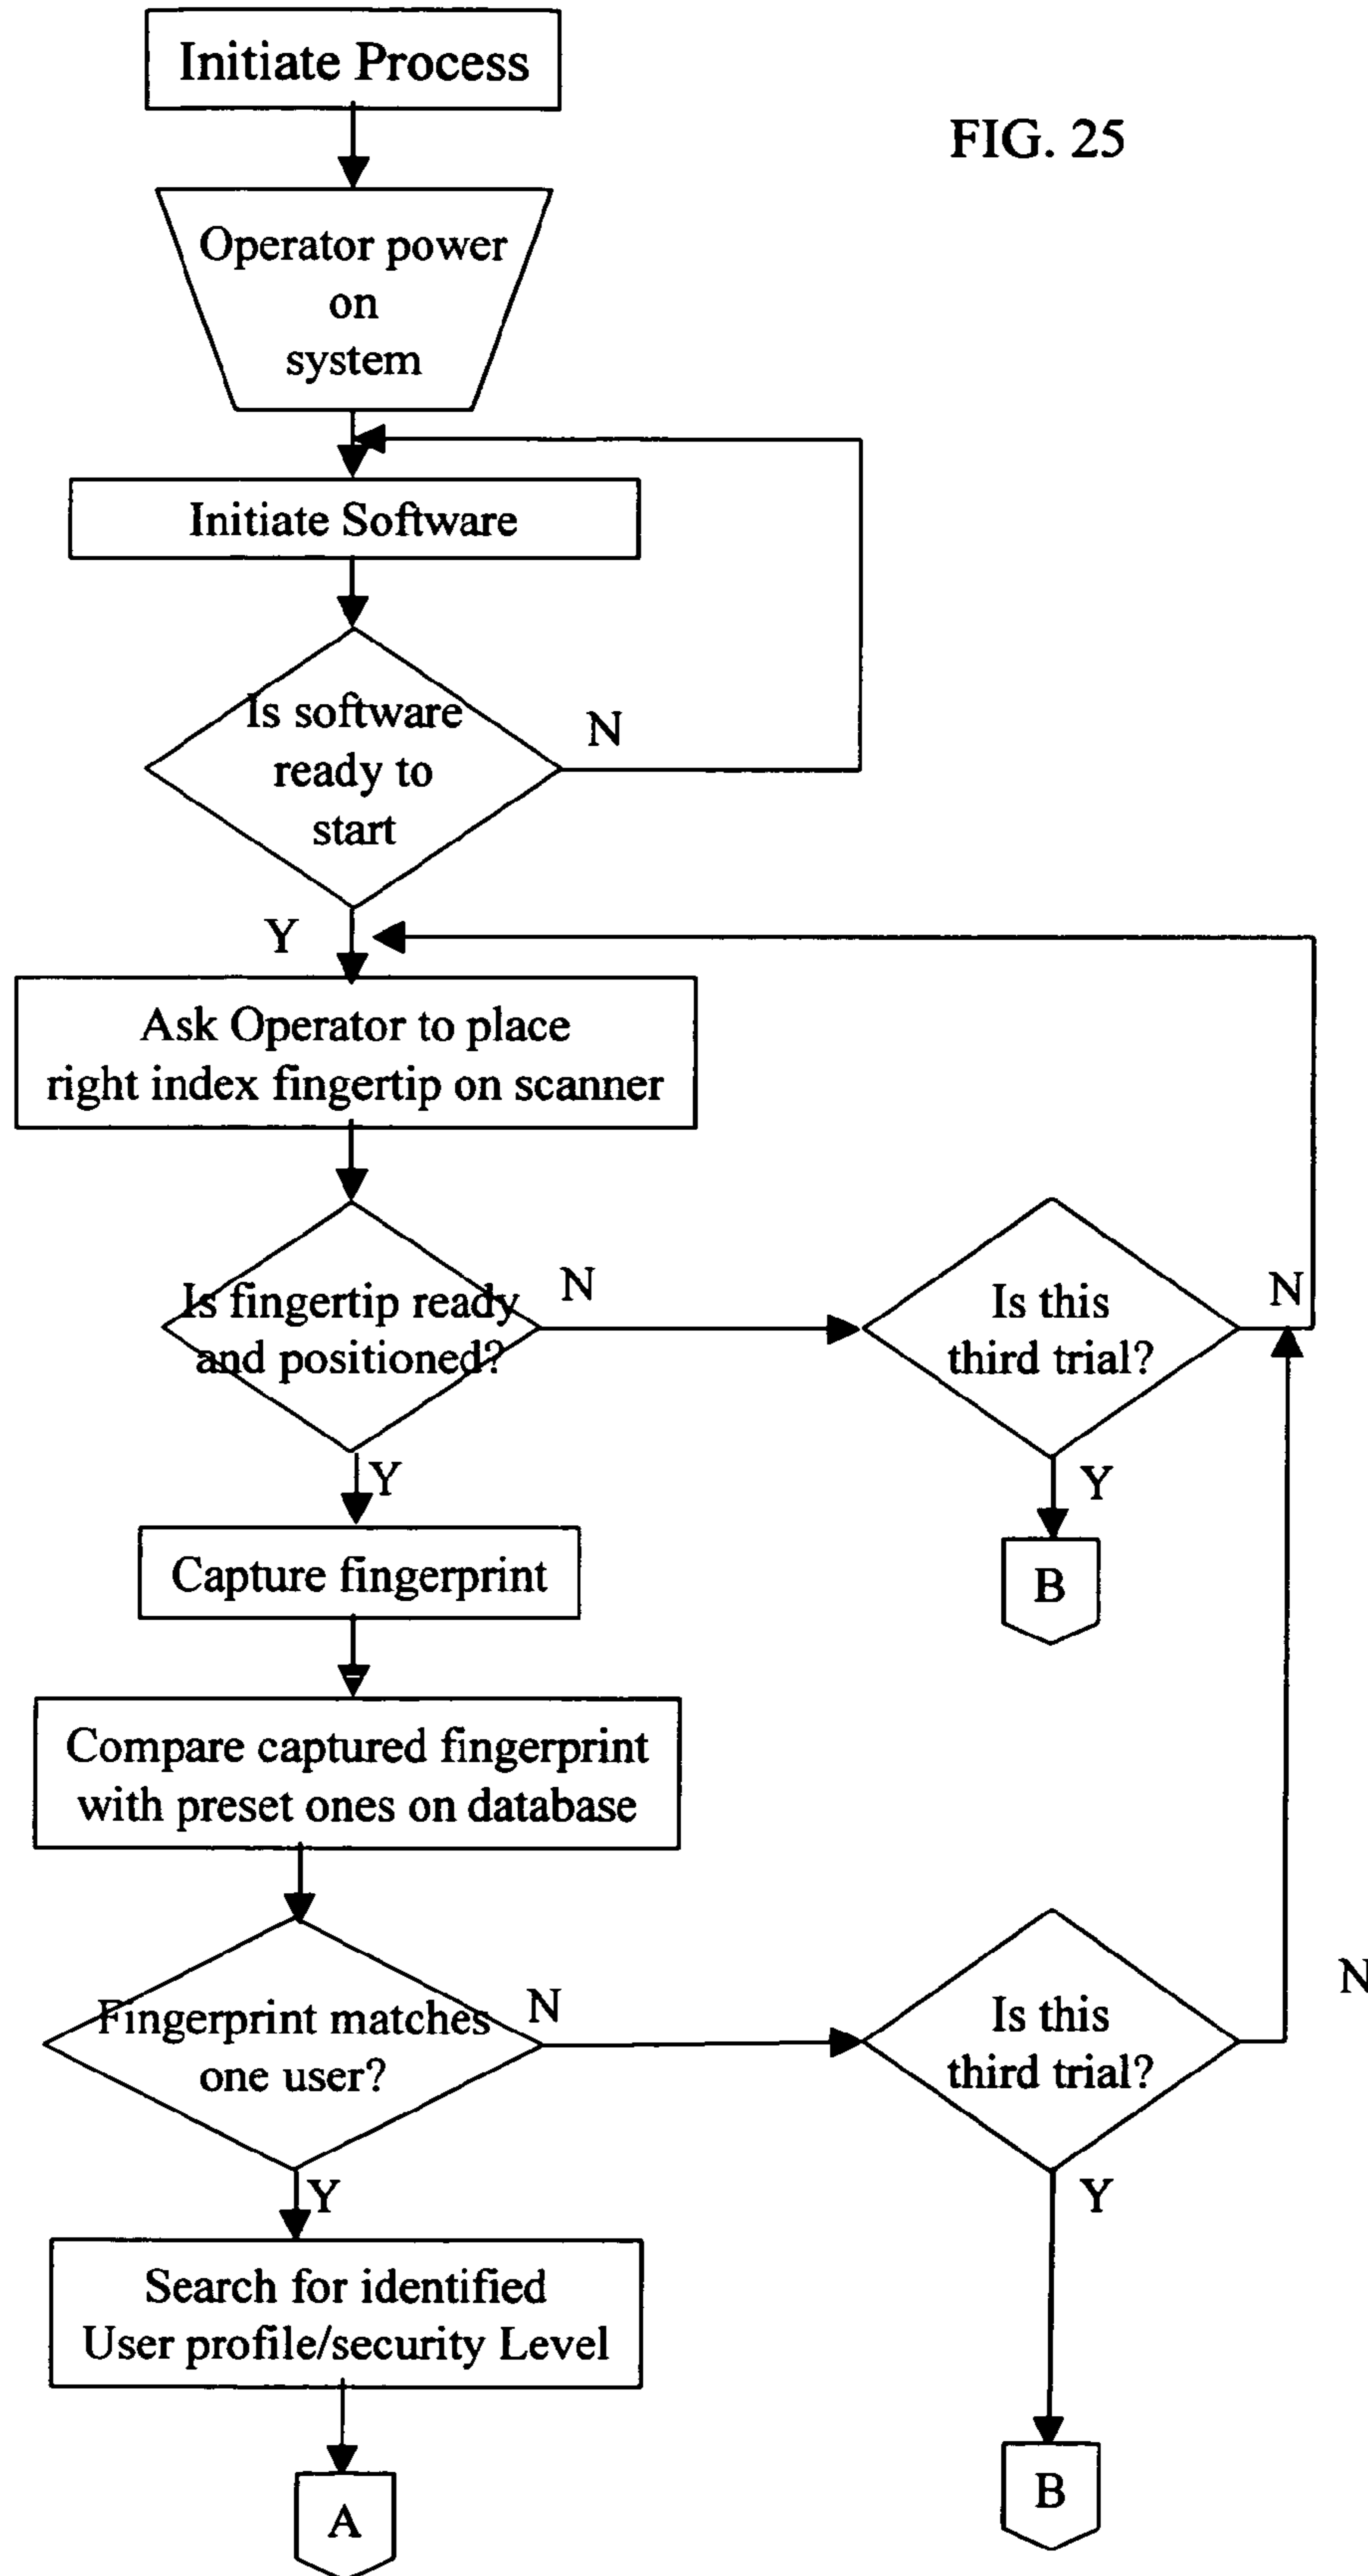 Initiate Process
FIG. 25
Operator power
on
system
Initiate Software
Is software
ready to
start
N
Y
Ask Operator to place
right index fingertip on scanner
Is fingertip ready
and positioned?
N
Is this
third trial?
N
Y
Y
Capture fingerprint
B
Compare captured fingerprint
with preset ones on database
Fingerprint matches
one user?
N
Is this
third trial?
N
Y
Y
Search for identified
User profile/security Level
A
B